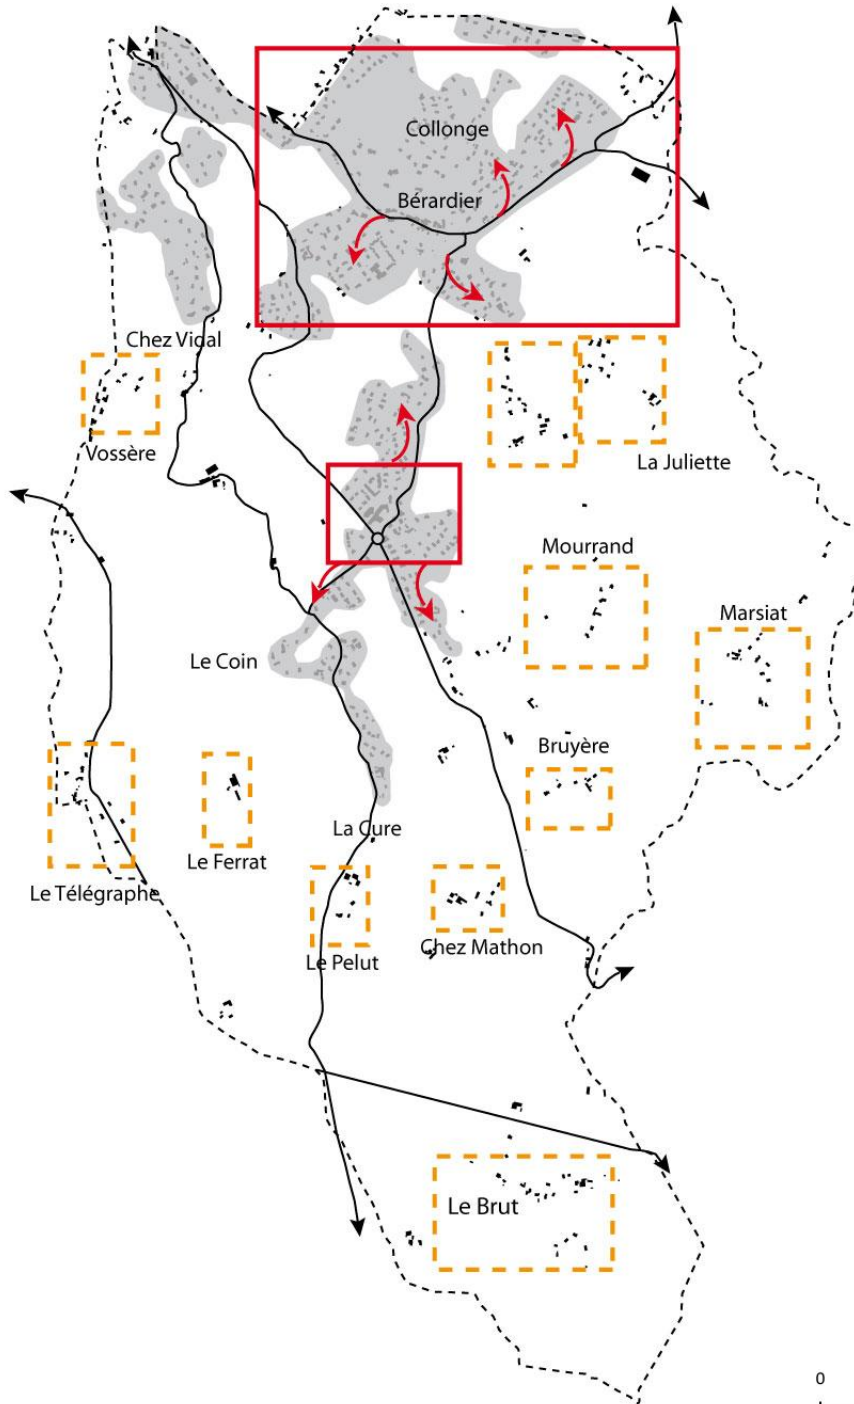 Collonge
Bérardier
Chez Vidal
Vossère
La Juliette
Mourrand
Marsiat
Le Coin
Bruyère
La Cure
Le Ferrat
Le Télégraphe
Chez Mathon
Le Pelut
Le Brut
0